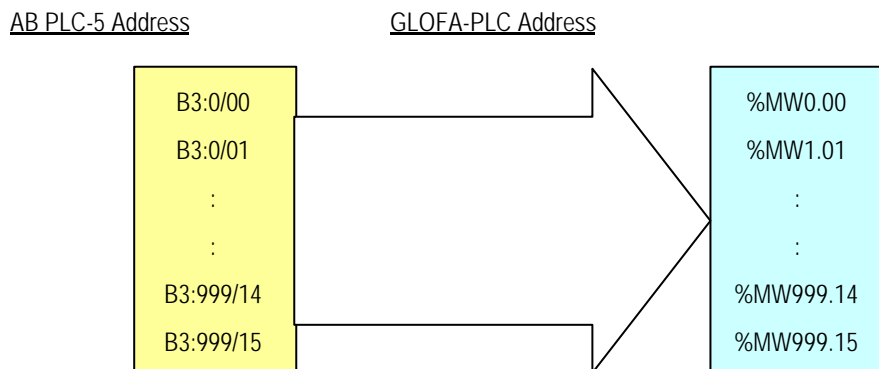 AB PLC-5 Address GLOFA-PLC Address
B3:0/00 %MW0.00
B3:0/01 %MW1.01
: :
: :
B3:999/14 %MW999.14
B3:999/15 %MW999.15